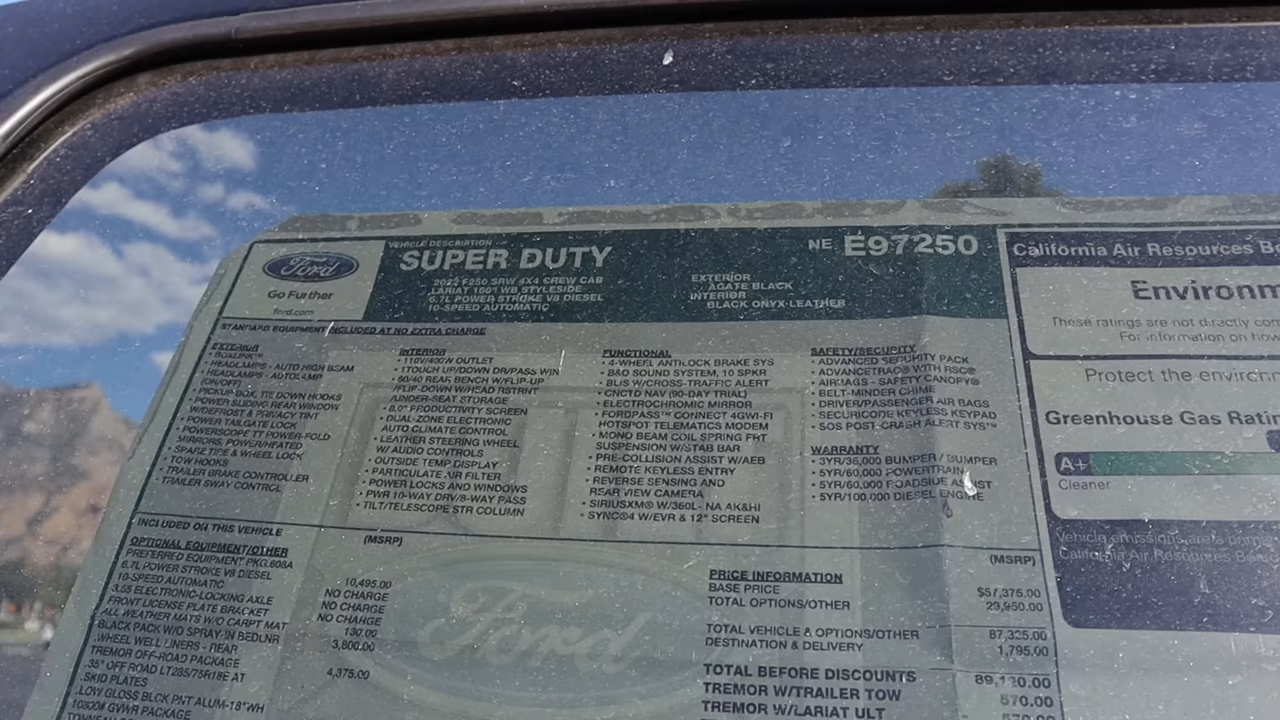 Ford
Go Further
ford.com
VEHICLE DESCRIPTION
SUPER DUTY
2022 F250 SRW 4X4 CREW CAB
LARIAT 160" WB STYLESIDE
6.7L POWER STROKE V8 DIESEL
10-SPEED AUTOMATIC
EXTERIOR
AGATE BLACK
INTERIOR
BLACK ONYX LEATHER
NE E97250
STANDARD EQUIPMENT INCLUDED AT NO EXTRA CHARGE
EXTERIOR
• BOXLINK™
• HEADLAMPS - AUTO HIGH BEAM
• HEADLAMPS - AUTOLAMP
(ON/OFF)
• PICKUP BOX TIE DOWN HOOKS
• POWER SLIDING REAR WINDOW
W/DEFROST & PRIVACY TINT
• POWER TAILGATE LOCK
• POWERSCOPE TT POWER-FOLD
MIRRORS, POWER/HEATED
• SPARE TIRE & WHEEL LOCK
• TOW HOOKS
• TRAILER BRAKE CONTROLLER
• TRAILER SWAY CONTROL
INTERIOR
• 110V/400W OUTLET
• 1TOUCH UP/DOWN DR/PASS WIN
• 60/40 REAR BENCH W/FLIP-UP
FLIP-DOWN W/HEAD RSTRNT
/UNDER-SEAT STORAGE
• 8.0" PRODUCTIVITY SCREEN
• DUAL-ZONE ELECTRONIC
AUTO CLIMATE CONTROL
• LEATHER STEERING WHEEL
W/ AUDIO CONTROLS
• OUTSIDE TEMP DISPLAY
• PARTICULATE AIR FILTER
• POWER LOCKS AND WINDOWS
• PWR 10-WAY DRV/8-WAY PASS
• TILT/TELESCOPE STR COLUMN
FUNCTIONAL
• 4-WHEEL ANTILOCK BRAKE SYS
• B&O SOUND SYSTEM, 10 SPKR
• BLIS W/CROSS-TRAFFIC ALERT
• CNCTD NAV (90-DAY TRIAL)
• ELECTROCHROMIC MIRROR
• FORDPASS™ CONNECT 4GWI-FI
HOTSPOT TELEMATICS MODEM
• MONO BEAM COIL SPRING FRT
SUSPENSION W/STAB BAR
• PRE-COLLISION ASSIST W/AEB
• REMOTE KEYLESS ENTRY
• REVERSE SENSING AND
REAR VIEW CAMERA
• SIRIUSXM® W/360L- NA AK&HI
• SYNC®4 W/EVR & 12" SCREEN
SAFETY/SECURITY
• ADVANCED SECURITY PACK
• ADVANCETRAC® WITH RSC®
• AIRBAGS - SAFETY CANOPY®
• BELT-MINDER CHIME
• DRIVER/PASSENGER AIR BAGS
• SECURICODE KEYLESS KEYPAD
• SOS POST-CRASH ALERT SYS™
WARRANTY
• 3YR/36,000 BUMPER / BUMPER
• 5YR/60,000 POWERTRAIN
• 5YR/60,000 ROADSIDE ASSIST
• 5YR/100,000 DIESEL ENGINE
INCLUDED ON THIS VEHICLE
(MSRP)
OPTIONAL EQUIPMENT/OTHER
PREFERRED EQUIPMENT PKG.608A
6.7L POWER STROKE V8 DIESEL 10,495.00
10-SPEED AUTOMATIC NO CHARGE
3.55 ELECTRONIC-LOCKING AXLE NO CHARGE
FRONT LICENSE PLATE BRACKET NO CHARGE
ALL WEATHER MATS W/O CARPT MAT 130.00
BLACK PACK W/O SPRAY-IN BEDLNR 3,800.00
.WHEEL WELL LINERS - REAR
TREMOR OFF-ROAD PACKAGE 4,375.00
.35" OFF ROAD LT285/75R18E AT
.SKID PLATES
.LOW GLOSS BLCK PNT ALUM-18"WH
10800# GVWR PACKAGE
Ford
(MSRP)
PRICE INFORMATION
BASE PRICE $57,375.00
TOTAL OPTIONS/OTHER 29,950.00
TOTAL VEHICLE & OPTIONS/OTHER 87,325.00
DESTINATION & DELIVERY 1,795.00
TOTAL BEFORE DISCOUNTS 89,120.00
TREMOR W/TRAILER TOW 570.00
TREMOR W/LARIAT ULT
California Air Resources
Environm
These ratings are not directly
For information on how
Protect the environ
Greenhouse Gas Ratin
A+
Cleaner
Vehicle emissions are a
California Air Resources